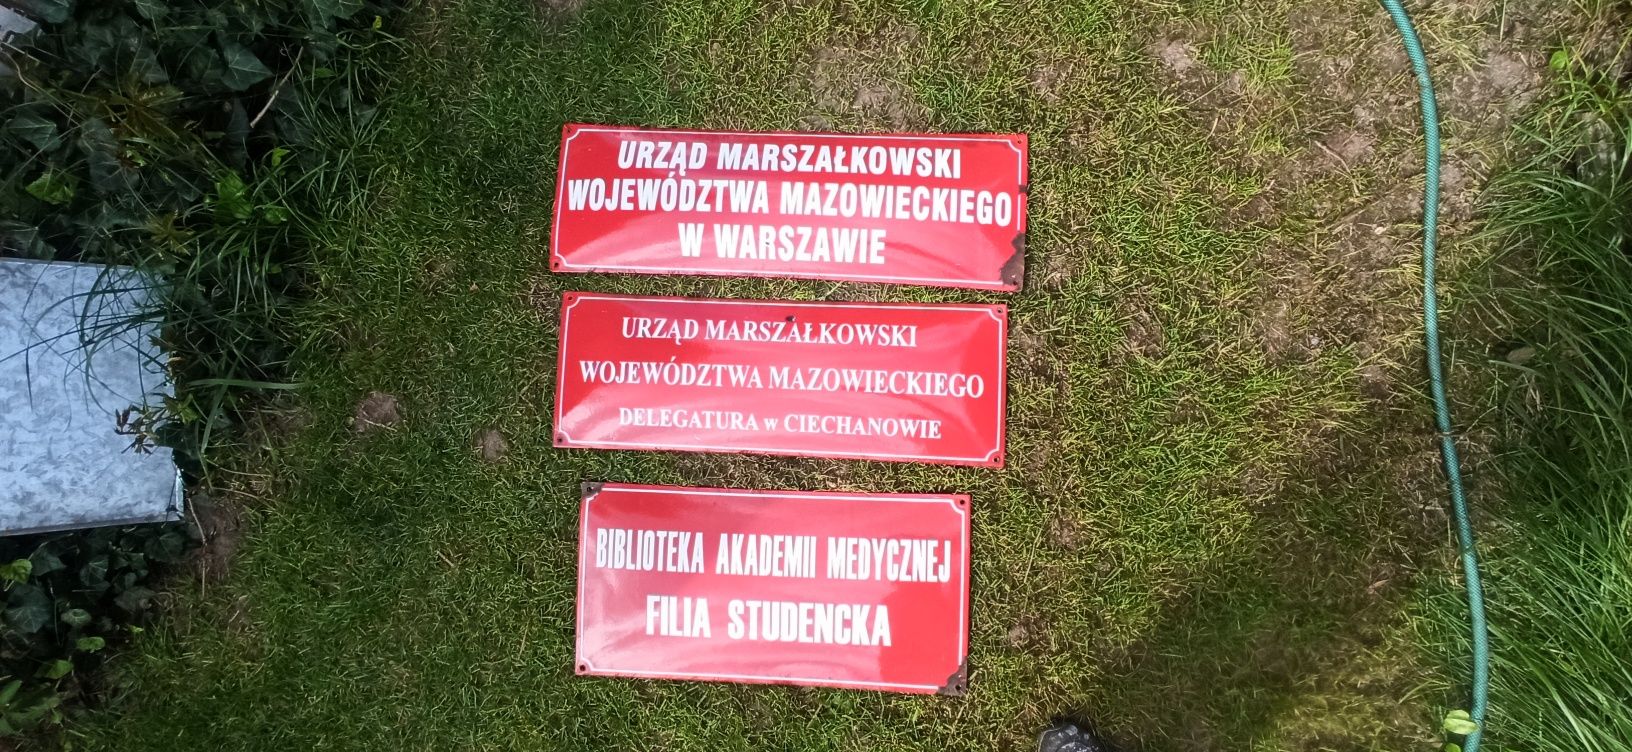 URZĄD MARSZAŁKOWSKI
WOJEWÓDZTWA MAZOWIECKIEGO
W WARSZAWIE
URZĄD MARSZAŁKOWSKI
WOJEWÓDZTWA MAZOWIECKIEGO
DELEGATURA w CIECHANOWIE
BIBLIOTEKA AKADEMII MEDYCZNEJ
FILIA STUDENCKA